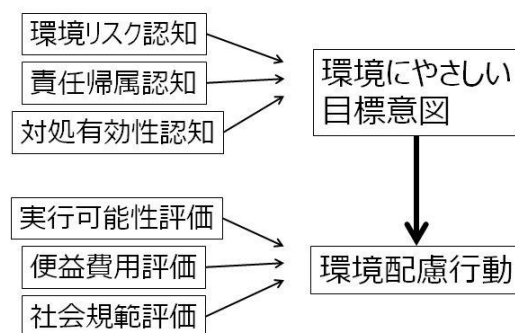 環境リスク認知
責任帰属認知
対処有効性認知
環境にやさしい
目標意図
実行可能性評価
便益費用評価
社会規範評価
環境配慮行動